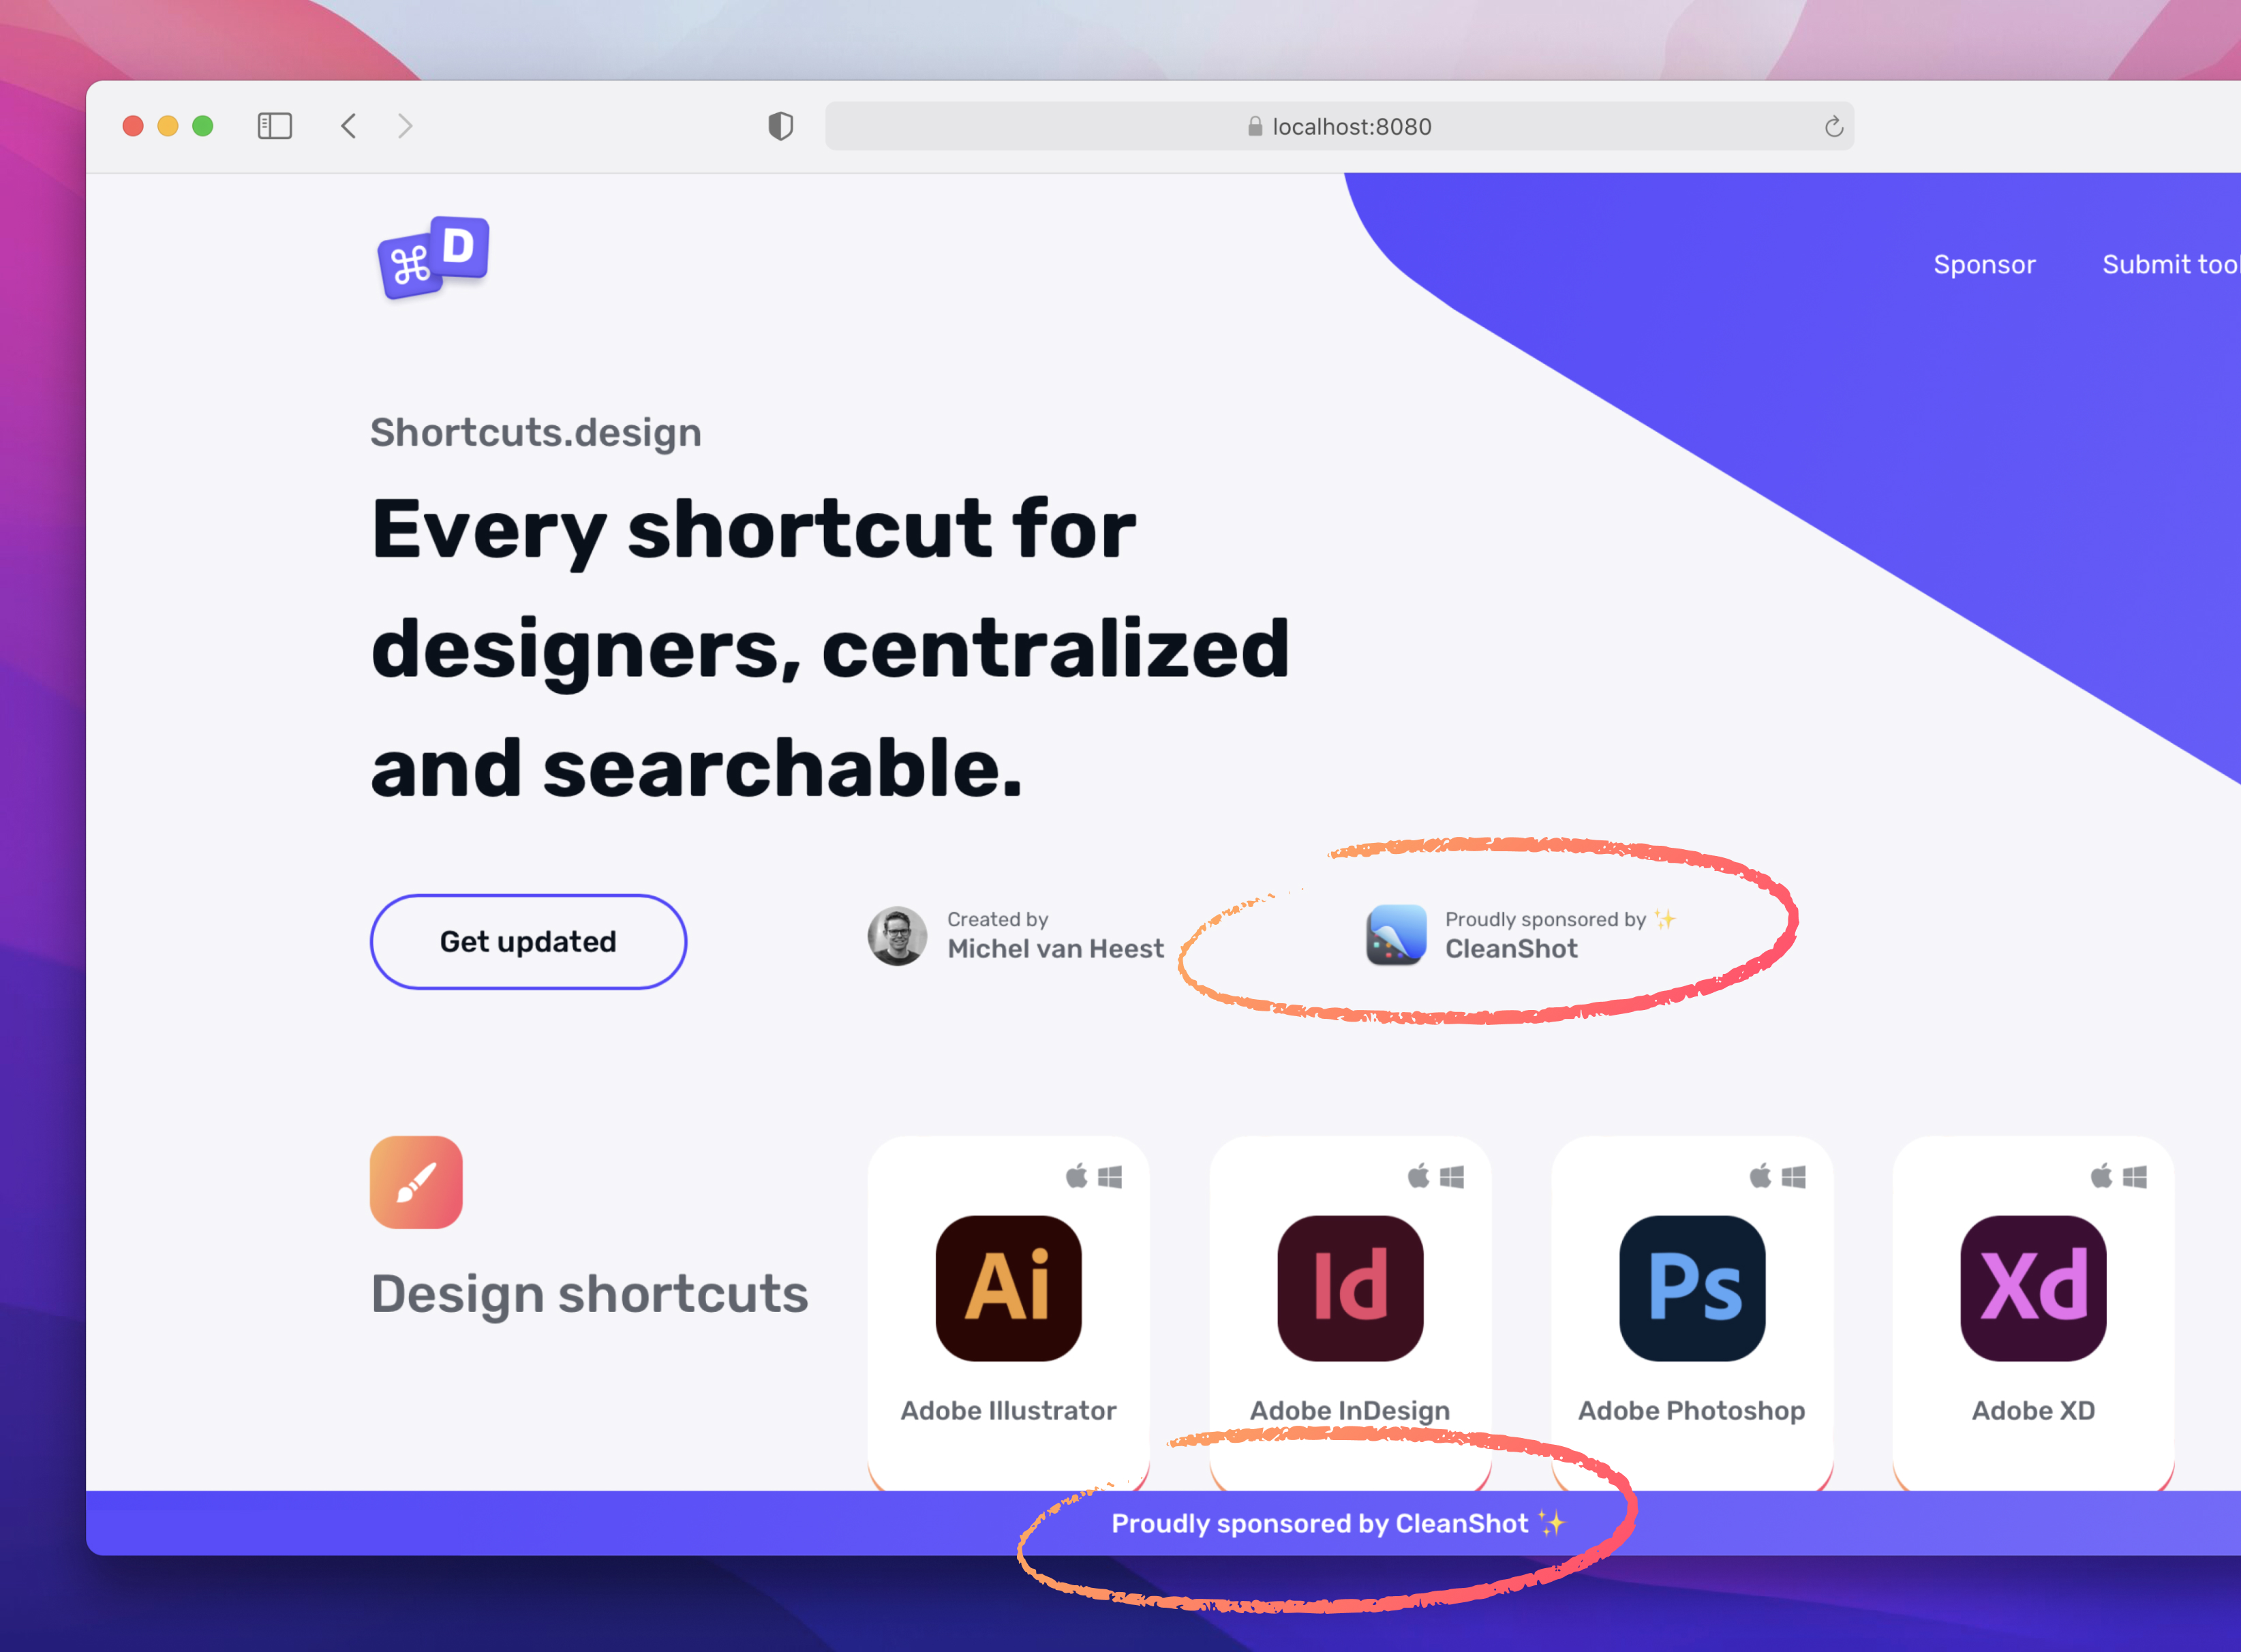 localhost:8080
⌘ D
Sponsor Submit tool
Shortcuts.design
Every shortcut for
designers, centralized
and searchable.
Get updated
Created by
Michel van Heest
Proudly sponsored by ✨
CleanShot
Design shortcuts
Ai
Adobe Illustrator
Id
Adobe InDesign
Ps
Adobe Photoshop
Xd
Adobe XD
Proudly sponsored by CleanShot ✨